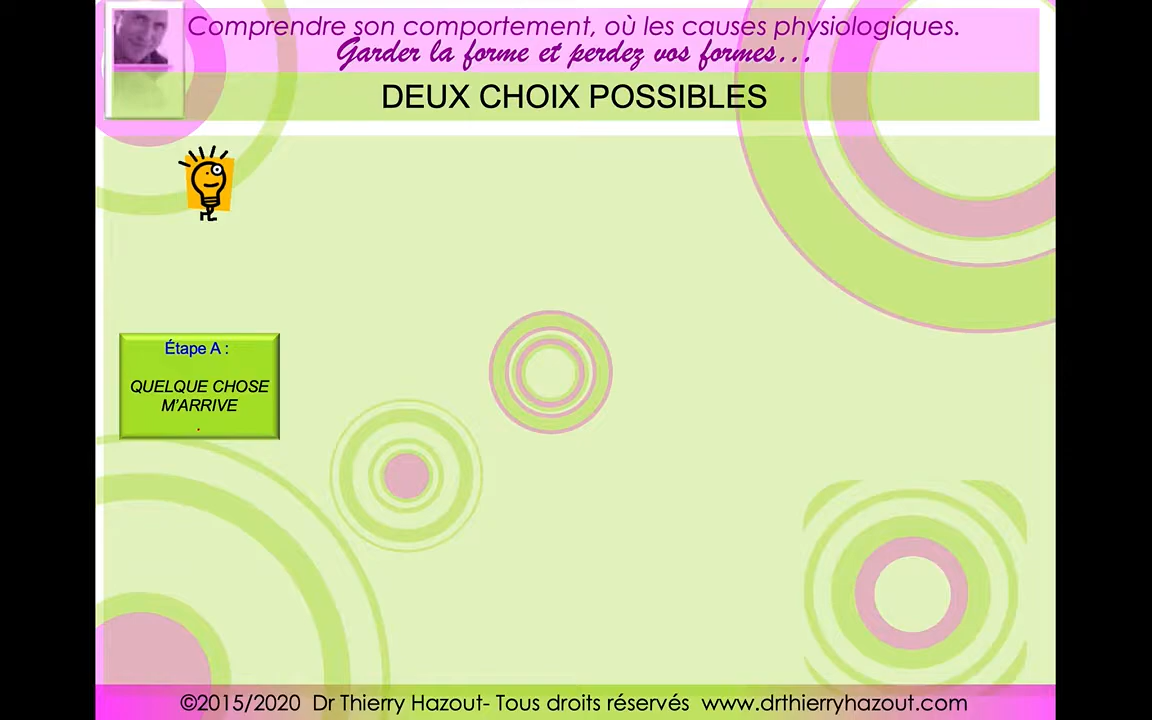 Comprendre son comportement, où les causes physiologiques.
Garder la forme et perdez vos formes...
DEUX CHOIX POSSIBLES
Étape A :
QUELQUE CHOSE
M'ARRIVE
.
©2015/2020 Dr Thierry Hazout- Tous droits réservés www.drthierryhazout.com